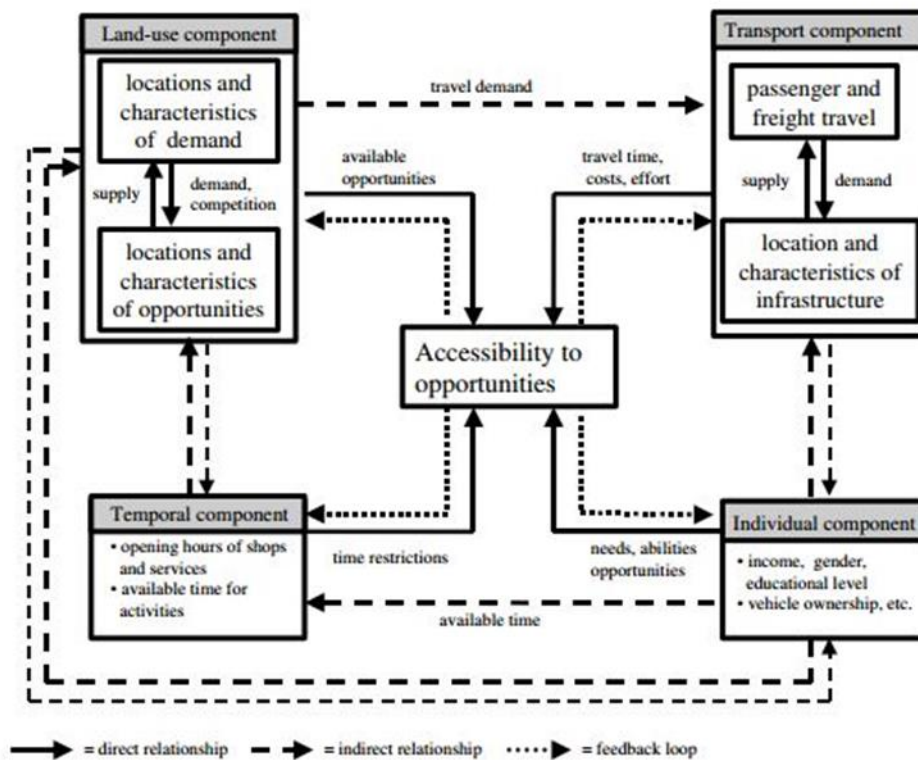 Land-use component
locations and
characteristics
of demand
supply
demand,
competition
locations and
characteristics
of opportunities
travel demand
available
opportunities
travel time,
costs, effort
Transport component
passenger and
freight travel
supply
demand
location and
characteristics of
infrastructure
Accessibility to
opportunities
Temporal component
• opening hours of shops
and services
• available time for
activities
time restrictions
needs, abilities
opportunities
available time
Individual component
• income, gender,
educational level
• vehicle ownership, etc.
= direct relationship
= indirect relationship
= feedback loop